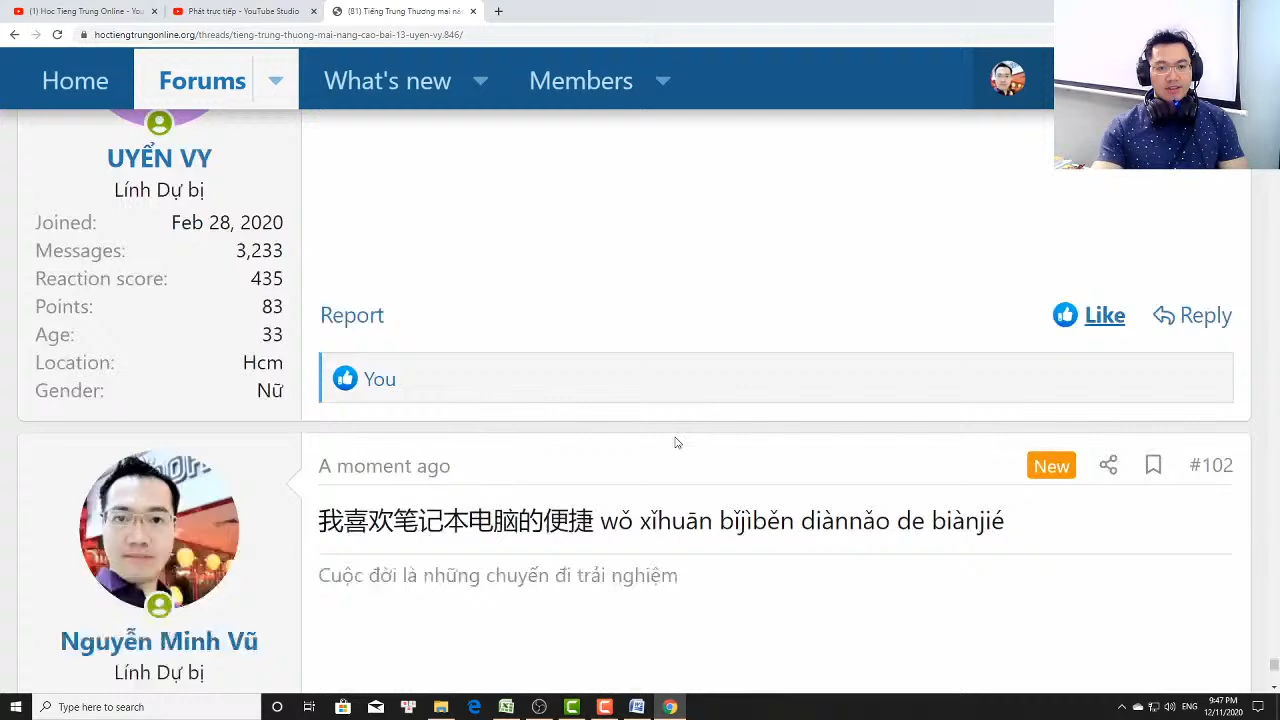 (1) Hoc Tieng Trung Online - You
Phát trực tiếp - YouTube Studio
(81) Tiếng Trung Thương mại nâ
hoctiengtrungonline.org/threads/tieng-trung-thuong-mai-nang-cao-bai-13-uyen-vy.846/
Home
Forums
What's new
Members
UYỂN VY
Lính Dự bị
Joined: Feb 28, 2020
Messages: 3,233
Reaction score: 435
Points: 83
Age: 33
Location: Hcm
Gender: Nữ
Report
Like
Reply
You
A moment ago
New
#102
我喜欢笔记本电脑的便捷 wǒ xǐhuān bǐjìběn diànnǎo de biànjié
Cuộc đời là những chuyến đi trải nghiệm
Nguyễn Minh Vũ
Lính Dự bị
Type here to search
ENG
9:47 PM
12/11/2020